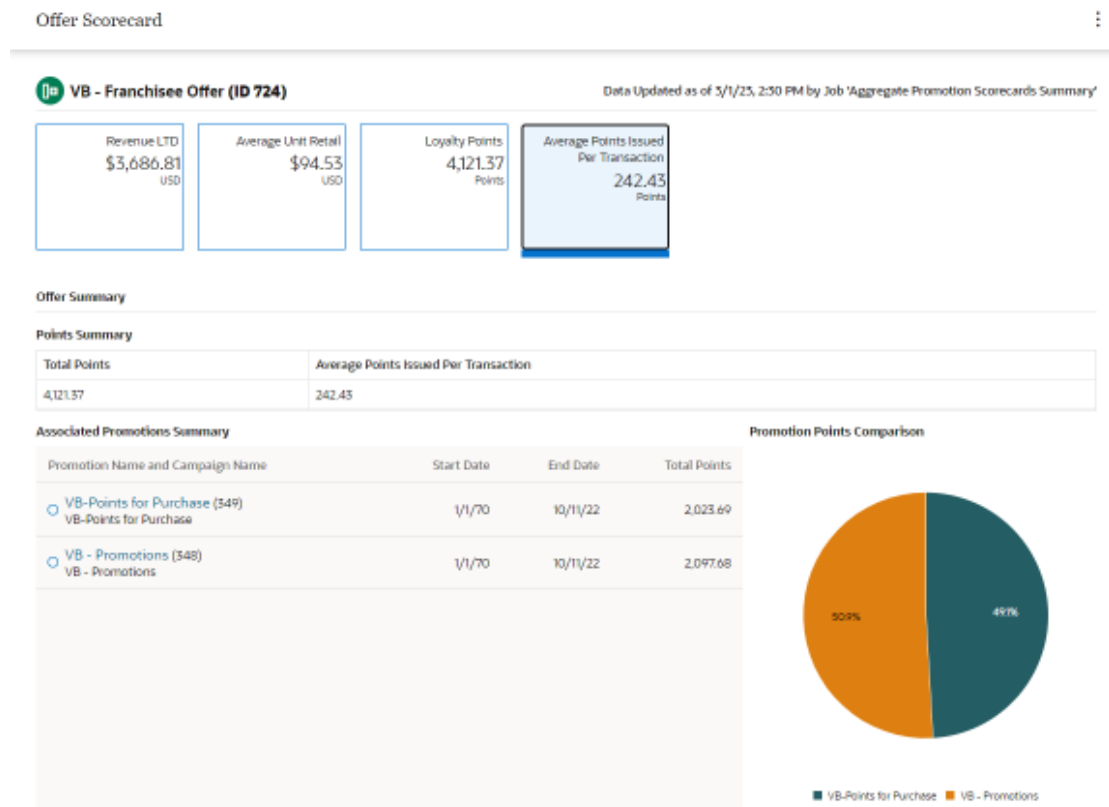 Offer Scorecard
VB - Franchisee Offer (ID 724)
Data Updated as of 3/1/23, 2:30 PM by Job 'Aggregate Promotion Scorecards Summary'
Revenue LTD
$3,686.81
USD
Average Unit Retail
$94.53
USD
Loyalty Points
4,121.37
Points
Average Points Issued
Per Transaction
242.43
Points
Offer Summary
Points Summary
Total Points Average Points Issued Per Transaction
4,121.37 242.43
Associated Promotions Summary
Promotion Name and Campaign Name Start Date End Date Total Points
VB-Points for Purchase (349) 1/1/70 10/11/22 2,023.69
VB-Points for Purchase
VB - Promotions (348) 1/1/70 10/11/22 2,097.68
VB - Promotions
Promotion Points Comparison
50.9% 49.1%
VB-Points for Purchase VB - Promotions